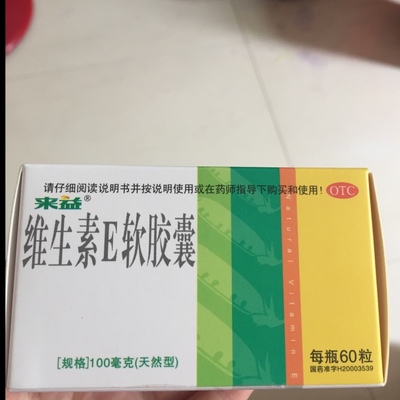 请仔细阅读说明书并按说明使用或在药师指导下购买和使用!
OTC
来益®
维生素E软胶囊
Natural Vitamin E
[规格]100毫克(天然型)
每瓶60粒
国药准字H20003539